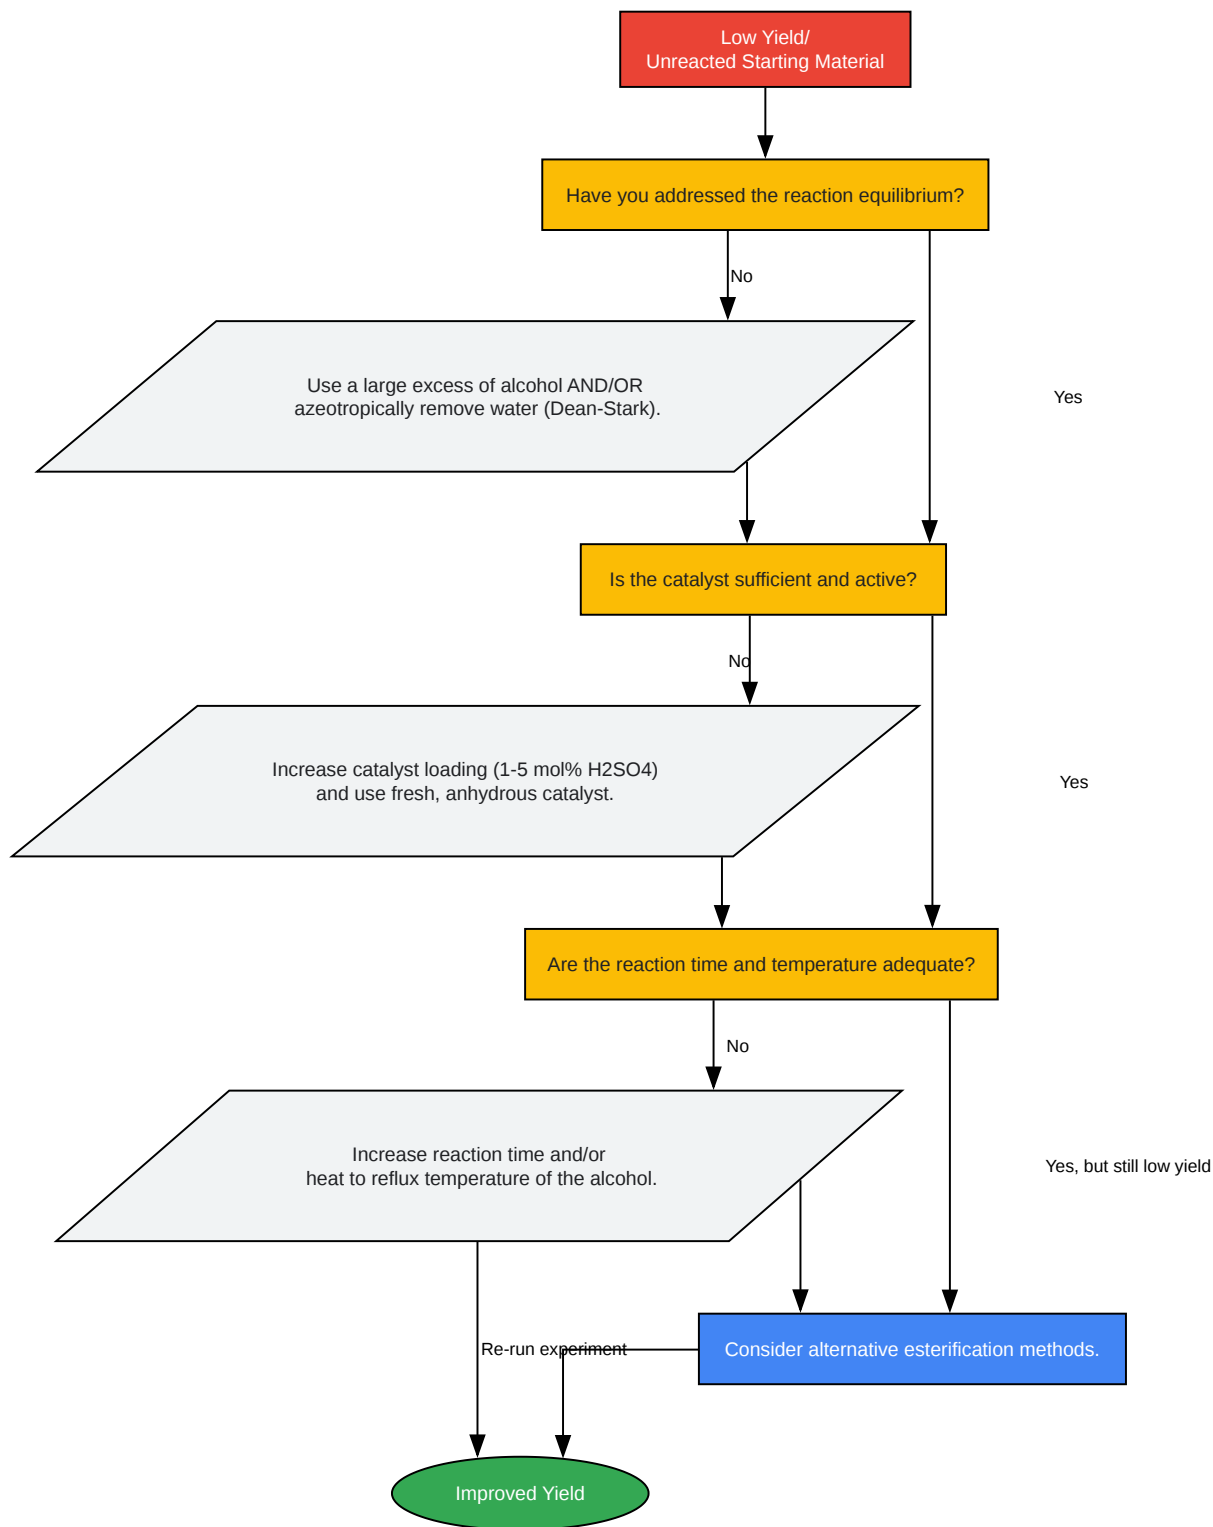 Low Yield/
Unreacted Starting Material
Have you addressed the reaction equilibrium?
No
Use a large excess of alcohol AND/OR
azeotropically remove water (Dean-Stark).
Yes
Is the catalyst sufficient and active?
No
Increase catalyst loading (1-5 mol% H2SO4)
and use fresh, anhydrous catalyst.
Yes
Are the reaction time and temperature adequate?
No
Increase reaction time and/or
heat to reflux temperature of the alcohol.
Yes, but still low yield
Re-run experiment
Consider alternative esterification methods.
Improved Yield